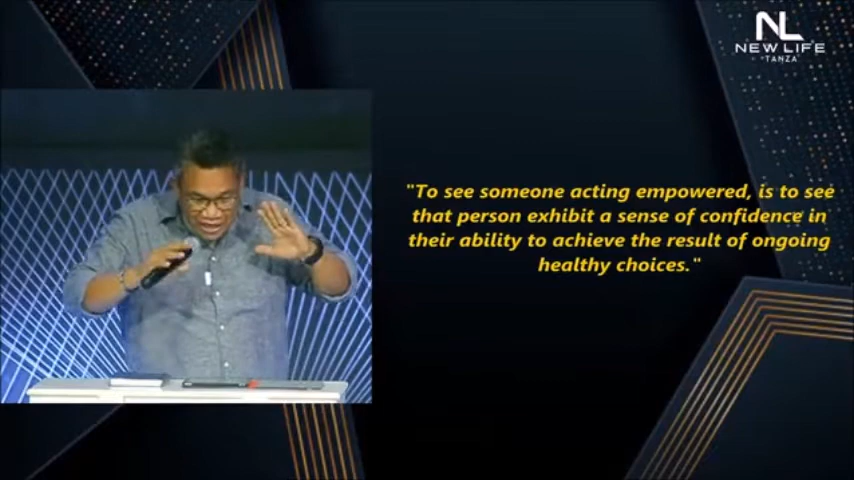 NL
NEW LIFE
TANZA
"To see someone acting empowered, is to see
that person exhibit a sense of confidence in
their ability to achieve the result of ongoing
healthy choices."